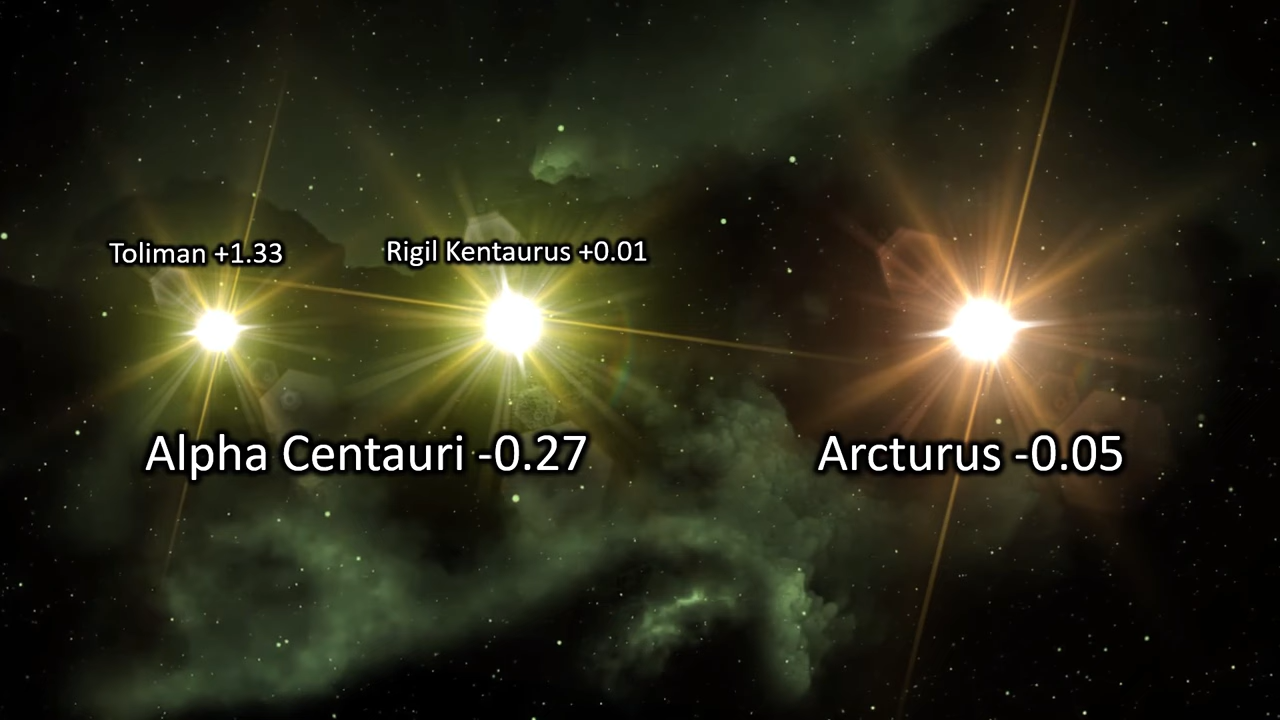 Toliman +1.33
Rigil Kentaurus +0.01
Alpha Centauri -0.27
Arcturus -0.05